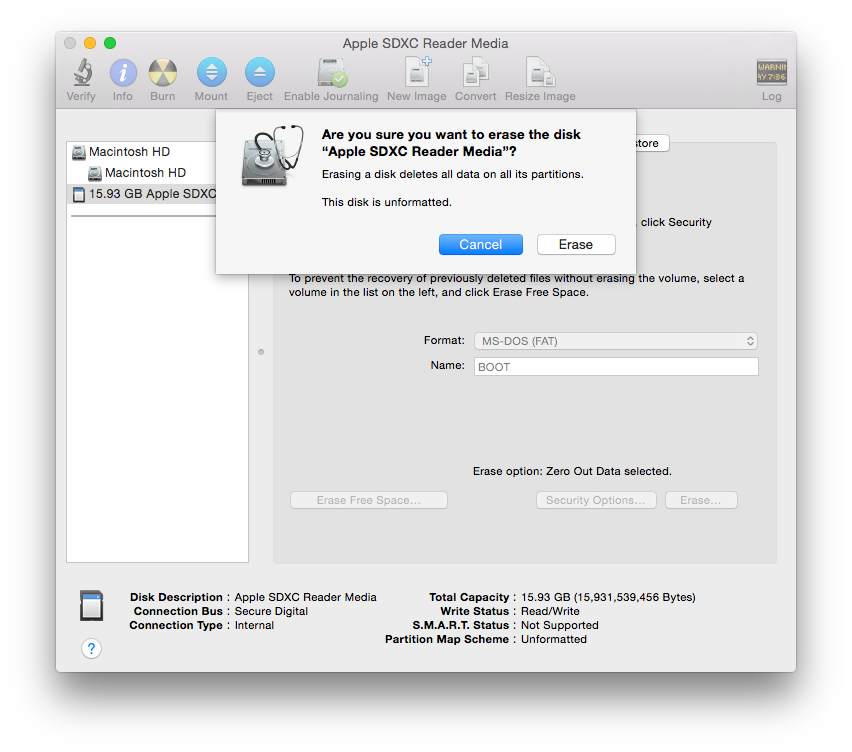 Apple SDXC Reader Media
WARNIN
AY 7:36
Verify Info Burn Mount Eject Enable Journaling New Image Convert Resize Image Log
Are you sure you want to erase the disk
“Apple SDXC Reader Media”?
Erasing a disk deletes all data on all its partitions.
This disk is unformatted.
Cancel Erase
store
Macintosh HD
Macintosh HD
15.93 GB Apple SDXC
click Security
To prevent the recovery of previously deleted files without erasing the volume, select a
volume in the list on the left, and click Erase Free Space.
Format: MS-DOS (FAT)
Name: BOOT
Erase option: Zero Out Data selected.
Erase Free Space... Security Options... Erase...
Disk Description : Apple SDXC Reader Media
Connection Bus : Secure Digital
Connection Type : Internal
Total Capacity : 15.93 GB (15,931,539,456 Bytes)
Write Status : Read/Write
S.M.A.R.T. Status : Not Supported
Partition Map Scheme : Unformatted
?